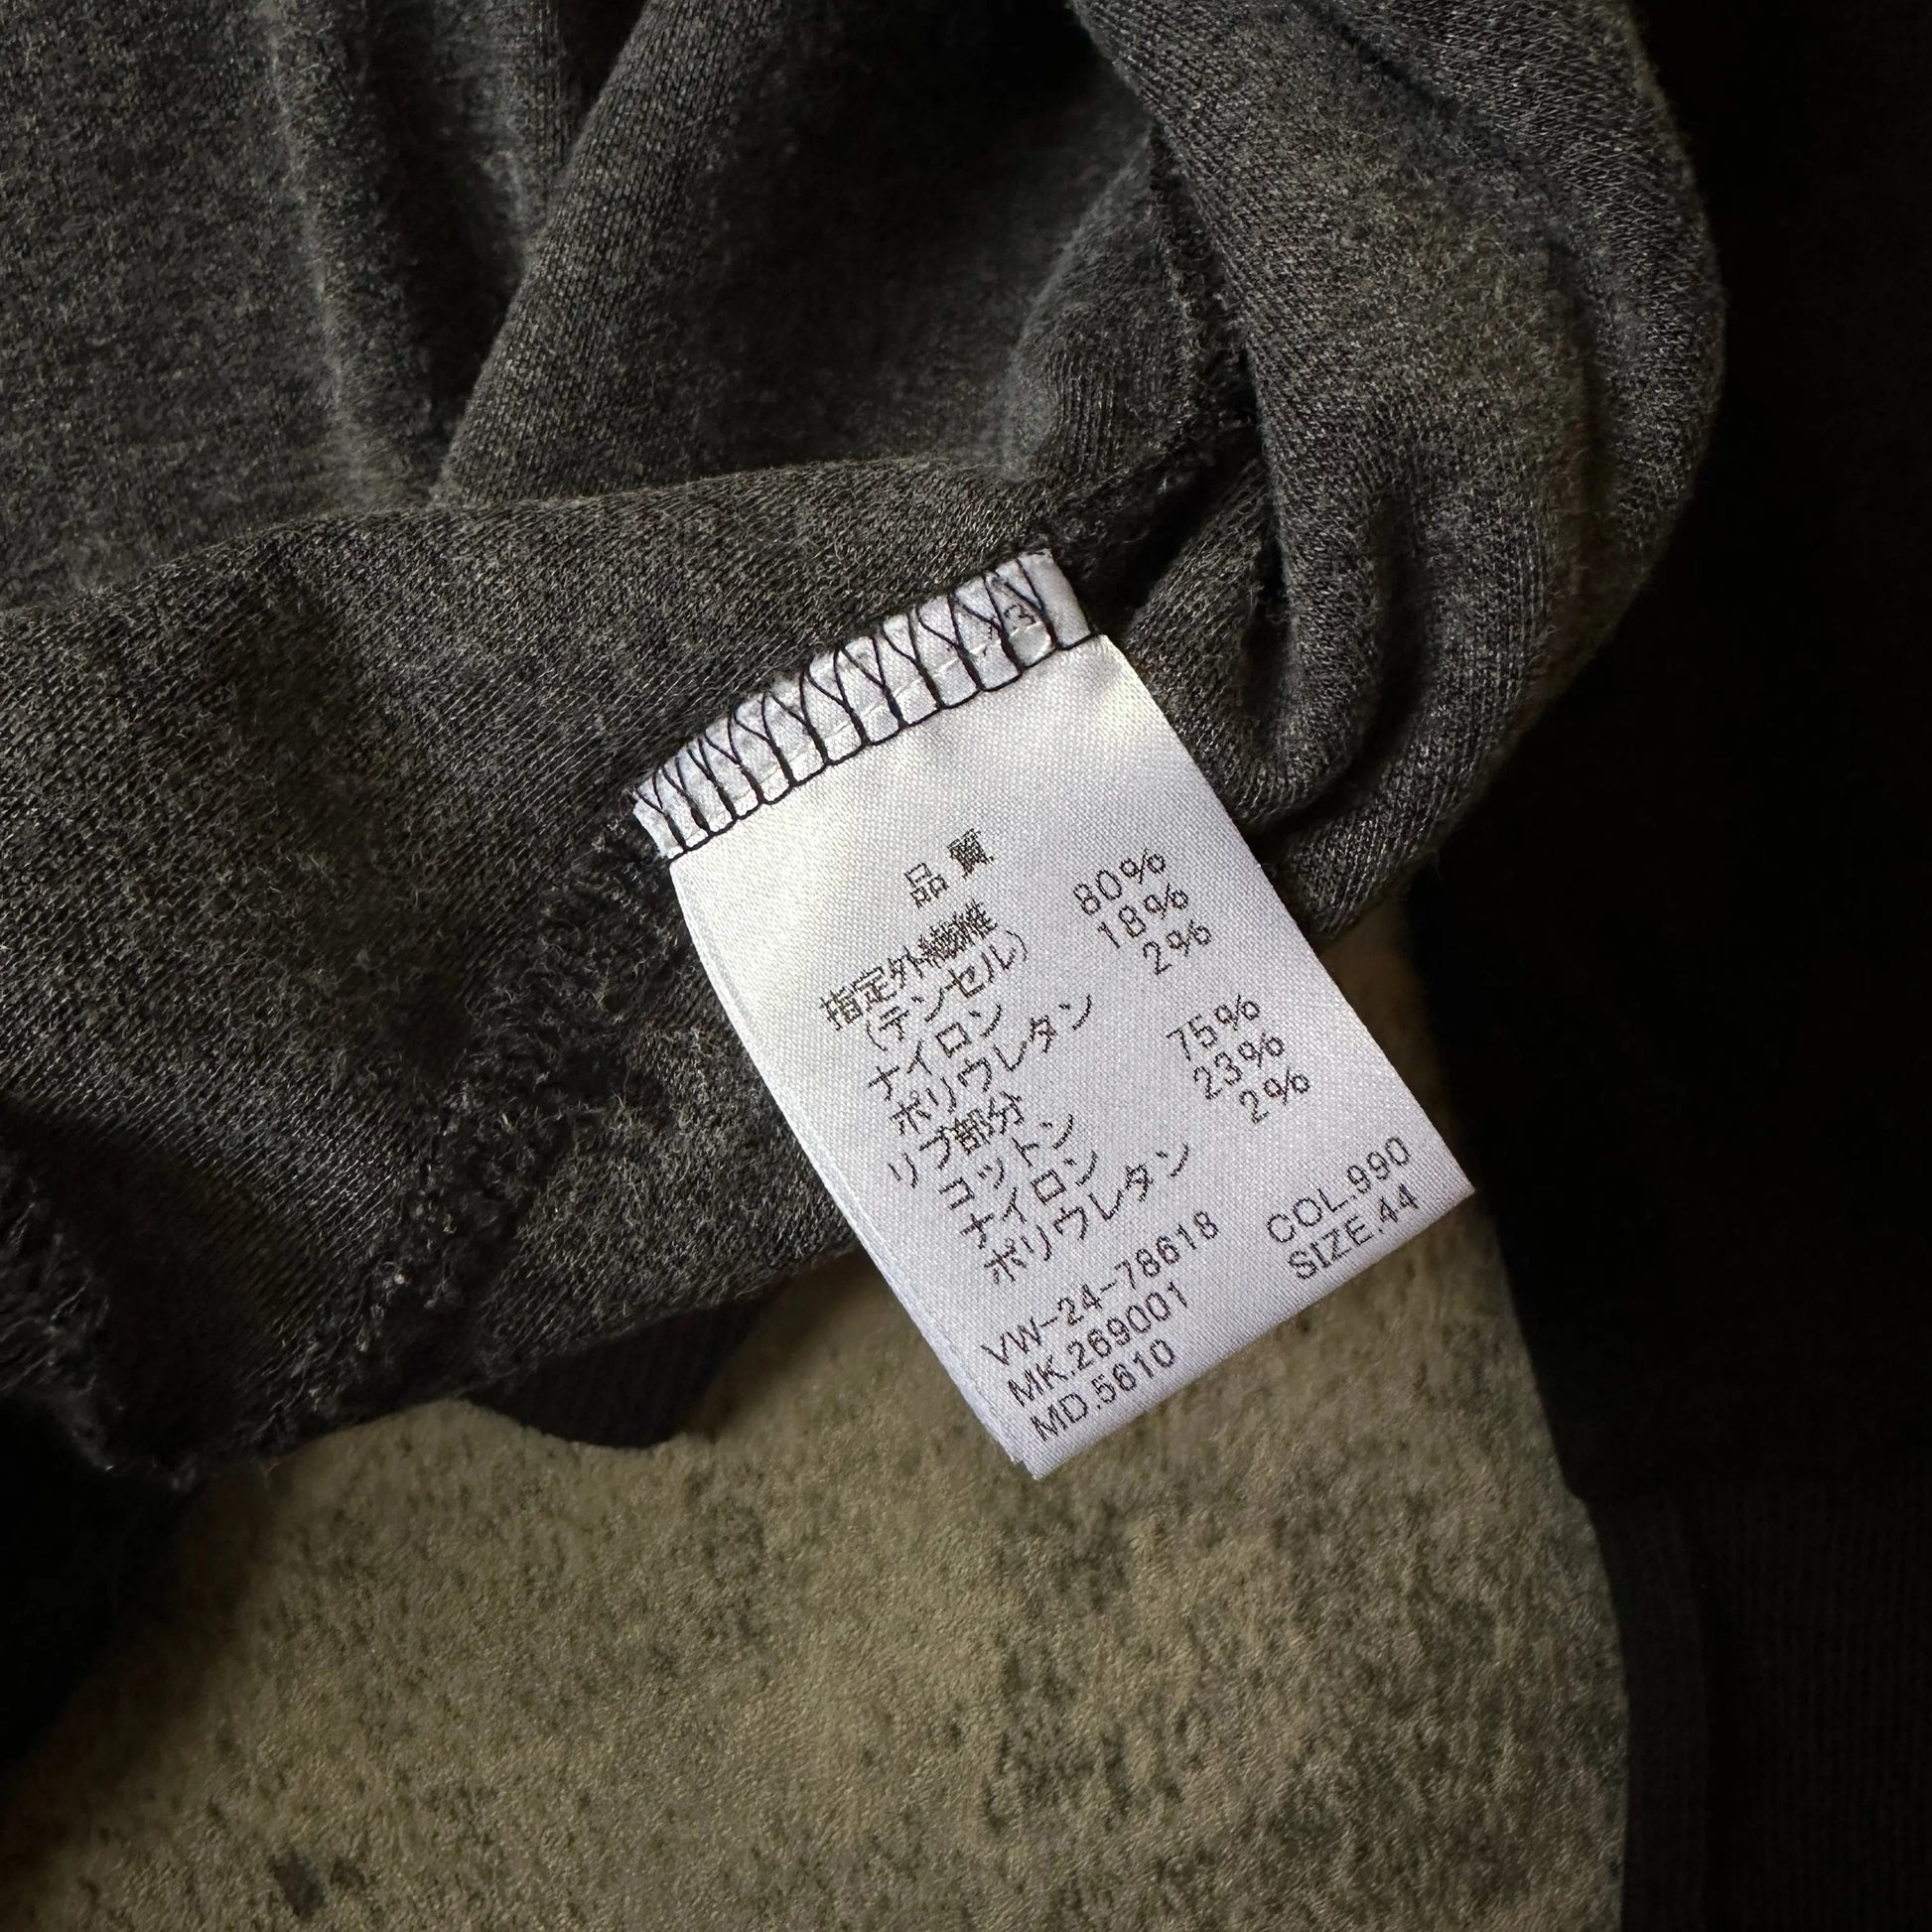 品質
指定外繊維 80%
(テンセル)
ナイロン 18%
ポリウレタン 2%
リブ部分
コットン 75%
ナイロン 23%
ポリウレタン 2%
VW-24-78618 COL.990
MK.269001 SIZE.44
MD.5610